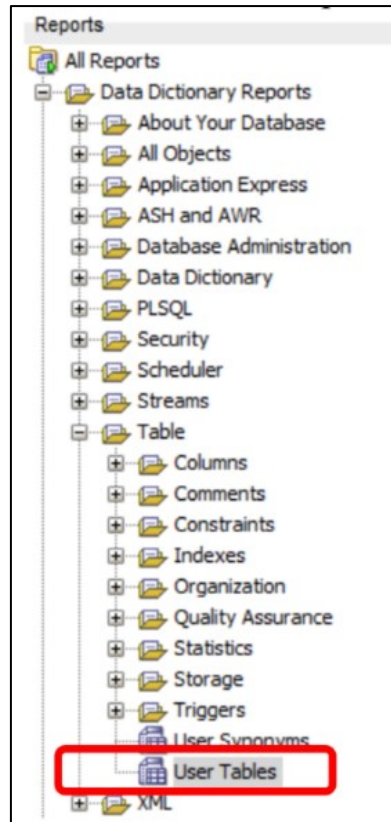 Reports
All Reports
Data Dictionary Reports
About Your Database
All Objects
Application Express
ASH and AWR
Database Administration
Data Dictionary
PLSQL
Security
Scheduler
Streams
Table
Columns
Comments
Constraints
Indexes
Organization
Quality Assurance
Statistics
Storage
Triggers
User Synonyms
User Tables
XML